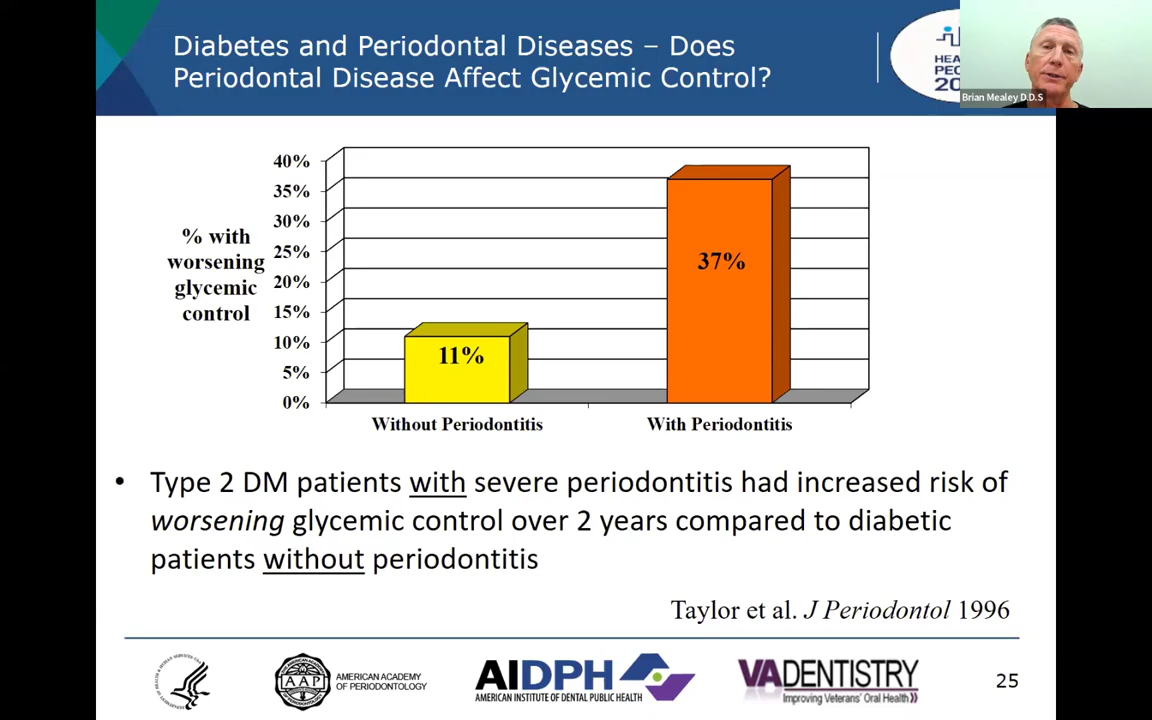 Diabetes and Periodontal Diseases – Does
Periodontal Disease Affect Glycemic Control?
HEA
PEO
20
Brian Mealey D.D.S
40%
35%
30%
25%
20%
15%
10%
5%
0%
% with
worsening
glycemic
control
11%
37%
Without Periodontitis
With Periodontitis
• Type 2 DM patients with severe periodontitis had increased risk of
worsening glycemic control over 2 years compared to diabetic
patients without periodontitis
Taylor et al. J Periodontol 1996
AAP
AMERICAN ACADEMY
OF PERIODONTOLOGY
AIDPH
AMERICAN INSTITUTE OF DENTAL PUBLIC HEALTH
VADENTISTRY
Improving Veterans' Oral Health
25